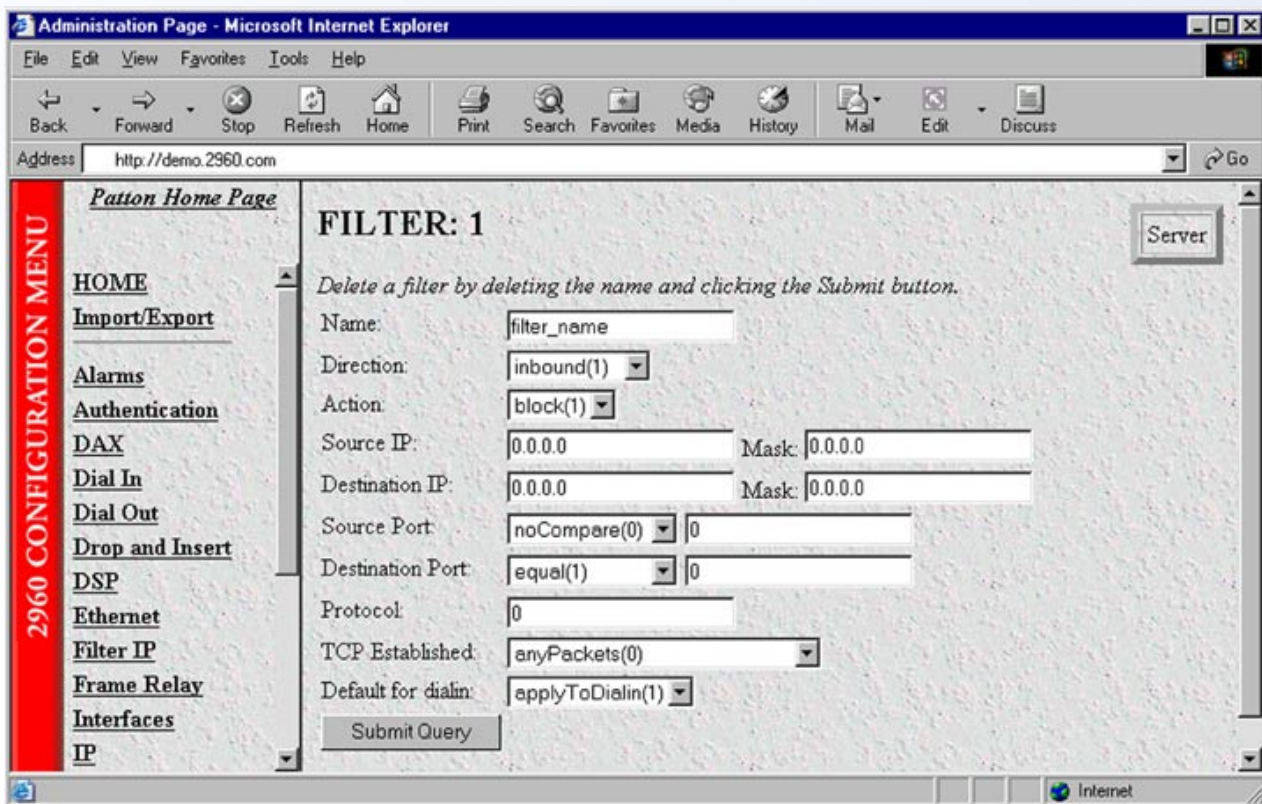 Administration Page - Microsoft Internet Explorer
File Edit View Favorites Tools Help
Back Forward Stop Refresh Home Print Search Favorites Media History Mail Edit Discuss
Address http://demo.2960.com Go
2960 CONFIGURATION MENU
Patton Home Page
HOME
Import/Export
Alarms
Authentication
DAX
Dial In
Dial Out
Drop and Insert
DSP
Ethernet
Filter IP
Frame Relay
Interfaces
IP
FILTER: 1
Server
Delete a filter by deleting the name and clicking the Submit button.
Name: filter_name
Direction: inbound(1)
Action: block(1)
Source IP: 0.0.0.0 Mask: 0.0.0.0
Destination IP: 0.0.0.0 Mask: 0.0.0.0
Source Port: noCompare(0) 0
Destination Port: equal(1) 0
Protocol: 0
TCP Established: anyPackets(0)
Default for dialin: applyToDialin(1)
Submit Query
Internet